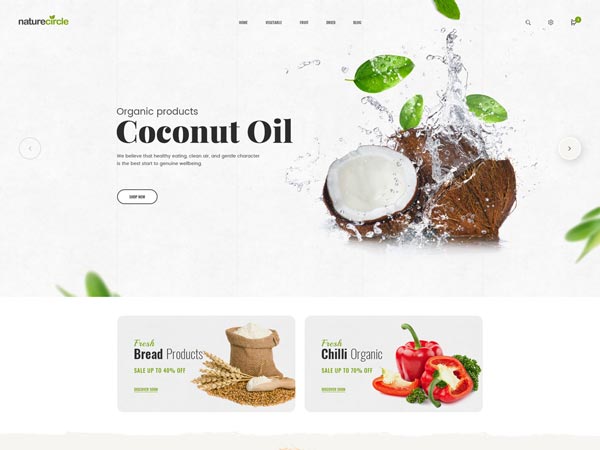 naturecircle
HOME VEGETABLE FRUIT ONSEX BLOG
0
Organic products
Coconut Oil
We believe that healthy eating, clean air, and gentle character
is the best start to genuine wellbeing.
SHOP NOW
Fresh
Bread Products
SALE UP TO 40% OFF
DISCOVER NOW
Fresh
Chilli Organic
SALE UP TO 70% OFF
DISCOVER NOW